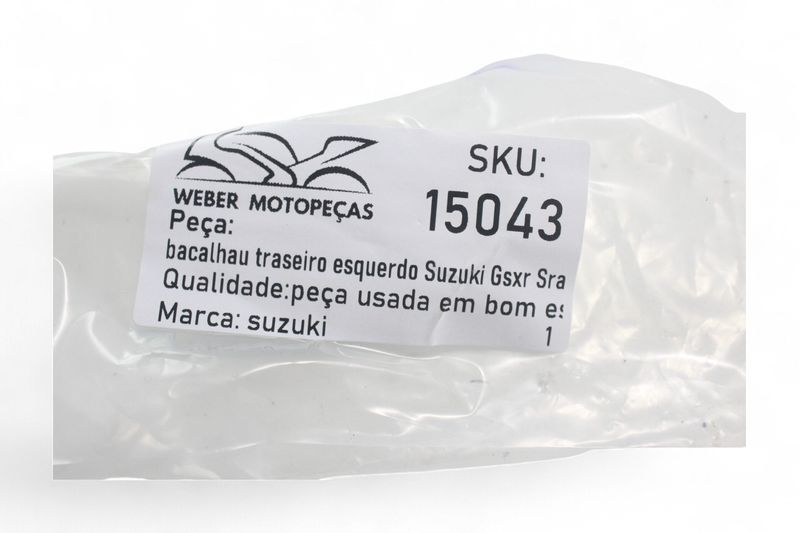 WEBER MOTOPEÇAS
SKU:
15043
Peça:
bacalhau traseiro esquerdo Suzuki Gsxr Sra
Qualidade:peça usada em bom es
Marca: suzuki
1